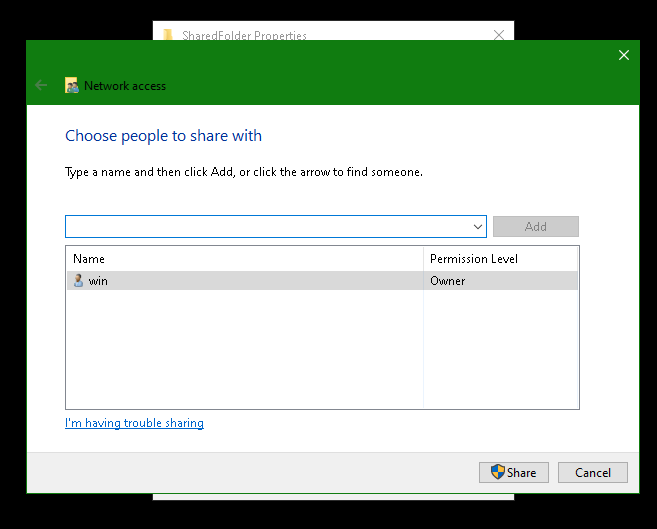 SharedFolder Properties
Network access
Choose people to share with
Type a name and then click Add, or click the arrow to find someone.
Add
Name Permission Level
win Owner
I'm having trouble sharing
Share Cancel